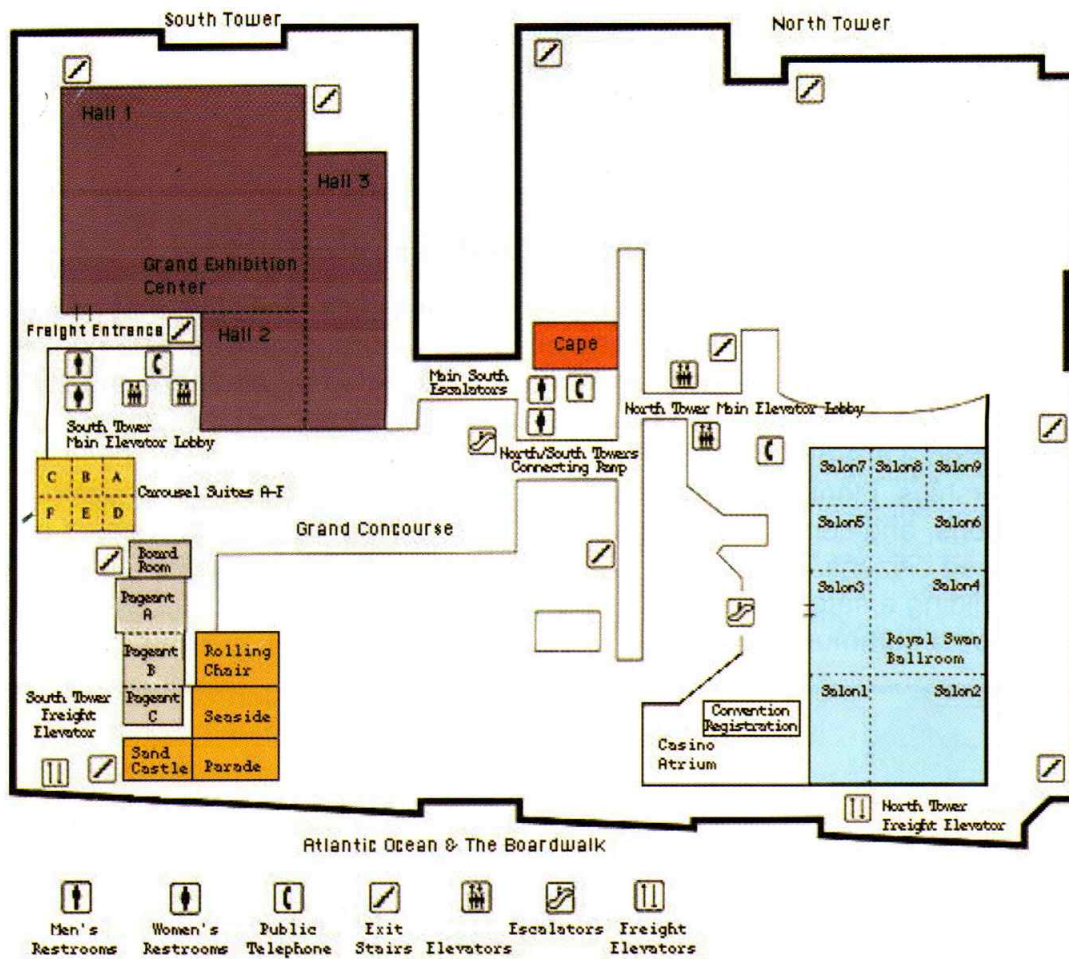 South Tower
North Tower
Hall 1
Hall 3
Grand Exhibition
Center
Freight Entrance
Hall 2
Cape
Main South
Escalators
North Tower Main Elevator Lobby
South Tower
Main Elevator Lobby
North/South Towers
Connecting Ramp
C B A
F E D
Carousel Suites A-F
Salon7 Salon8 Salon9
Salon5 Salon6
Grand Concourse
Board
Room
Pageant
A
Salon3 Salon4
Pageant
B
Rolling
Chair
Royal Swan
Ballroom
South Tower
Freight
Elevator
Pageant
C
Seaside
Salon1 Salon2
Convention
Registration
Casino
Atrium
Sand
Castle
Parade
North Tower
Freight Elevator
Atlantic Ocean & The Boardwalk
Men's
Restrooms
Women's
Restrooms
Public
Telephone
Exit
Stairs
Elevators
Escalators
Freight
Elevators